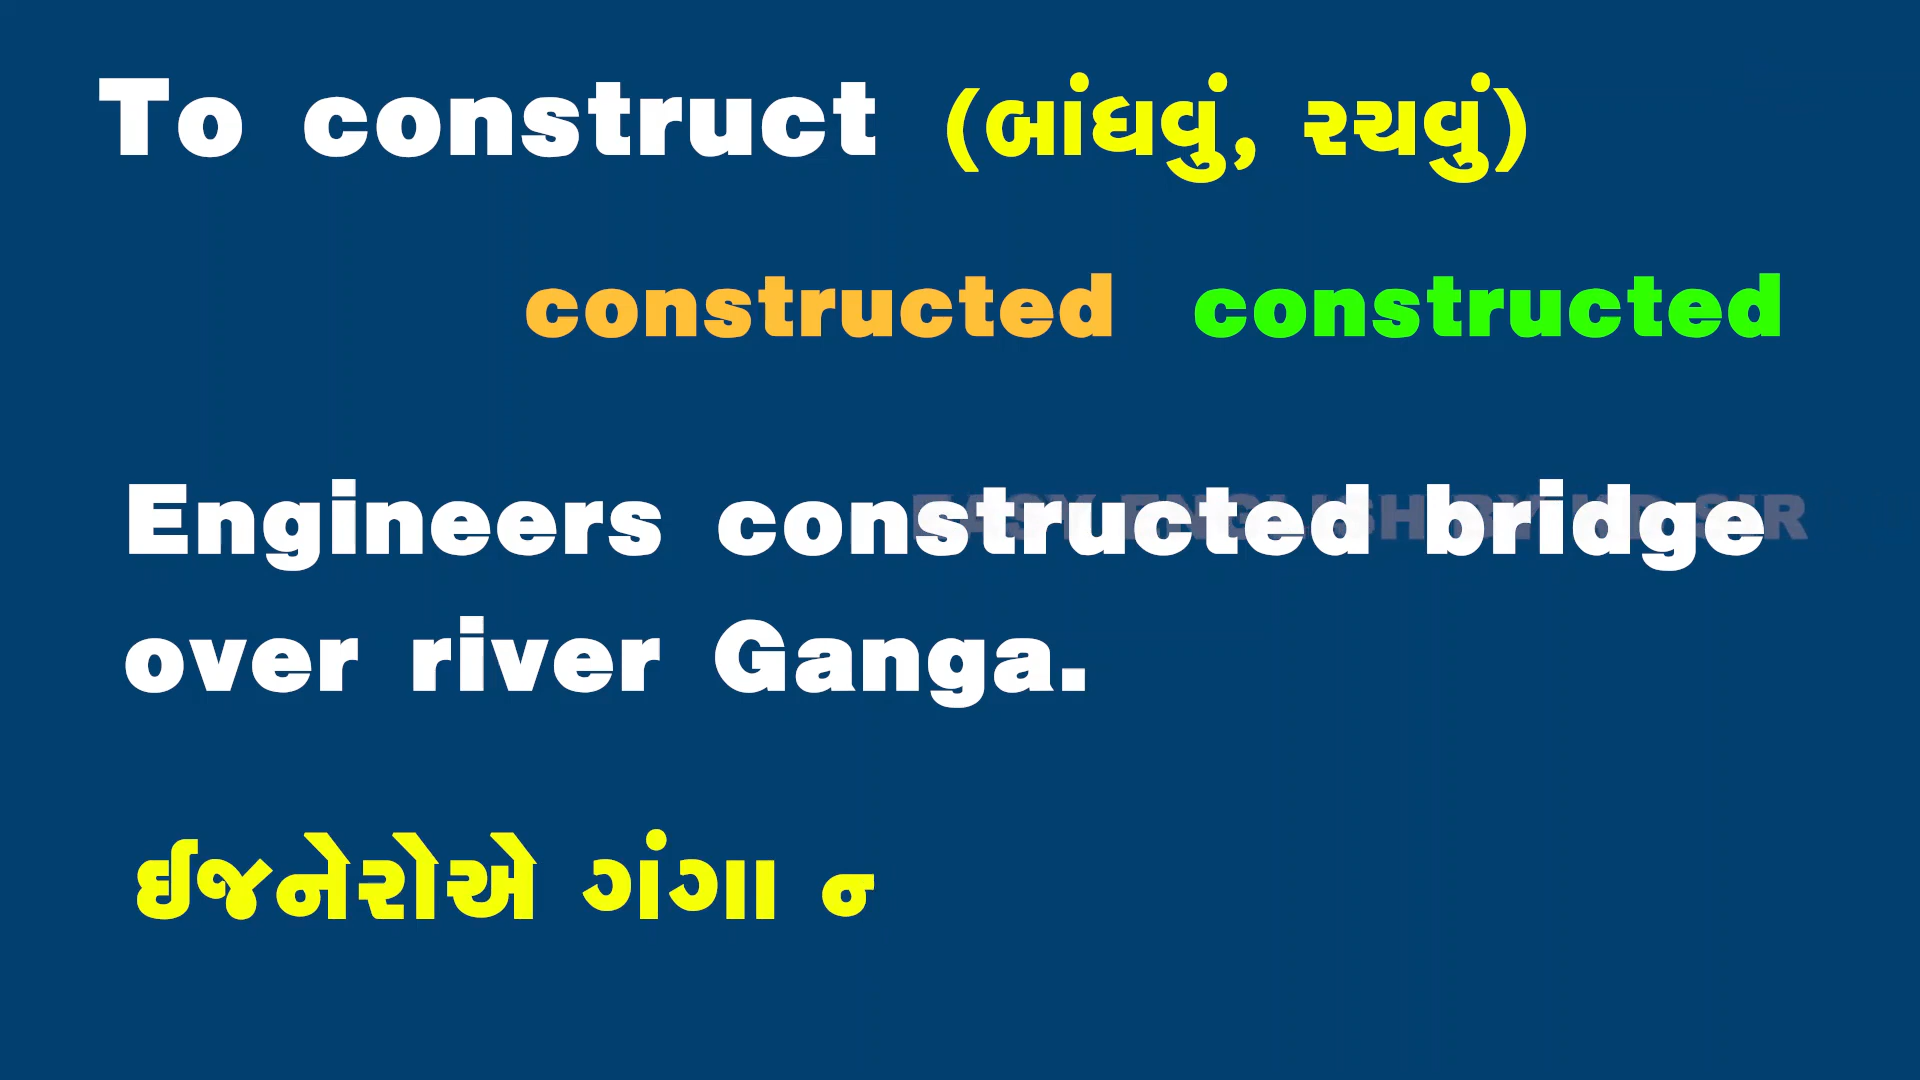 To construct (બાંધવું, રચવું)
constructed constructed
Engineers constructed bridge
over river Ganga.
ઈજનેરોએ ગંગા